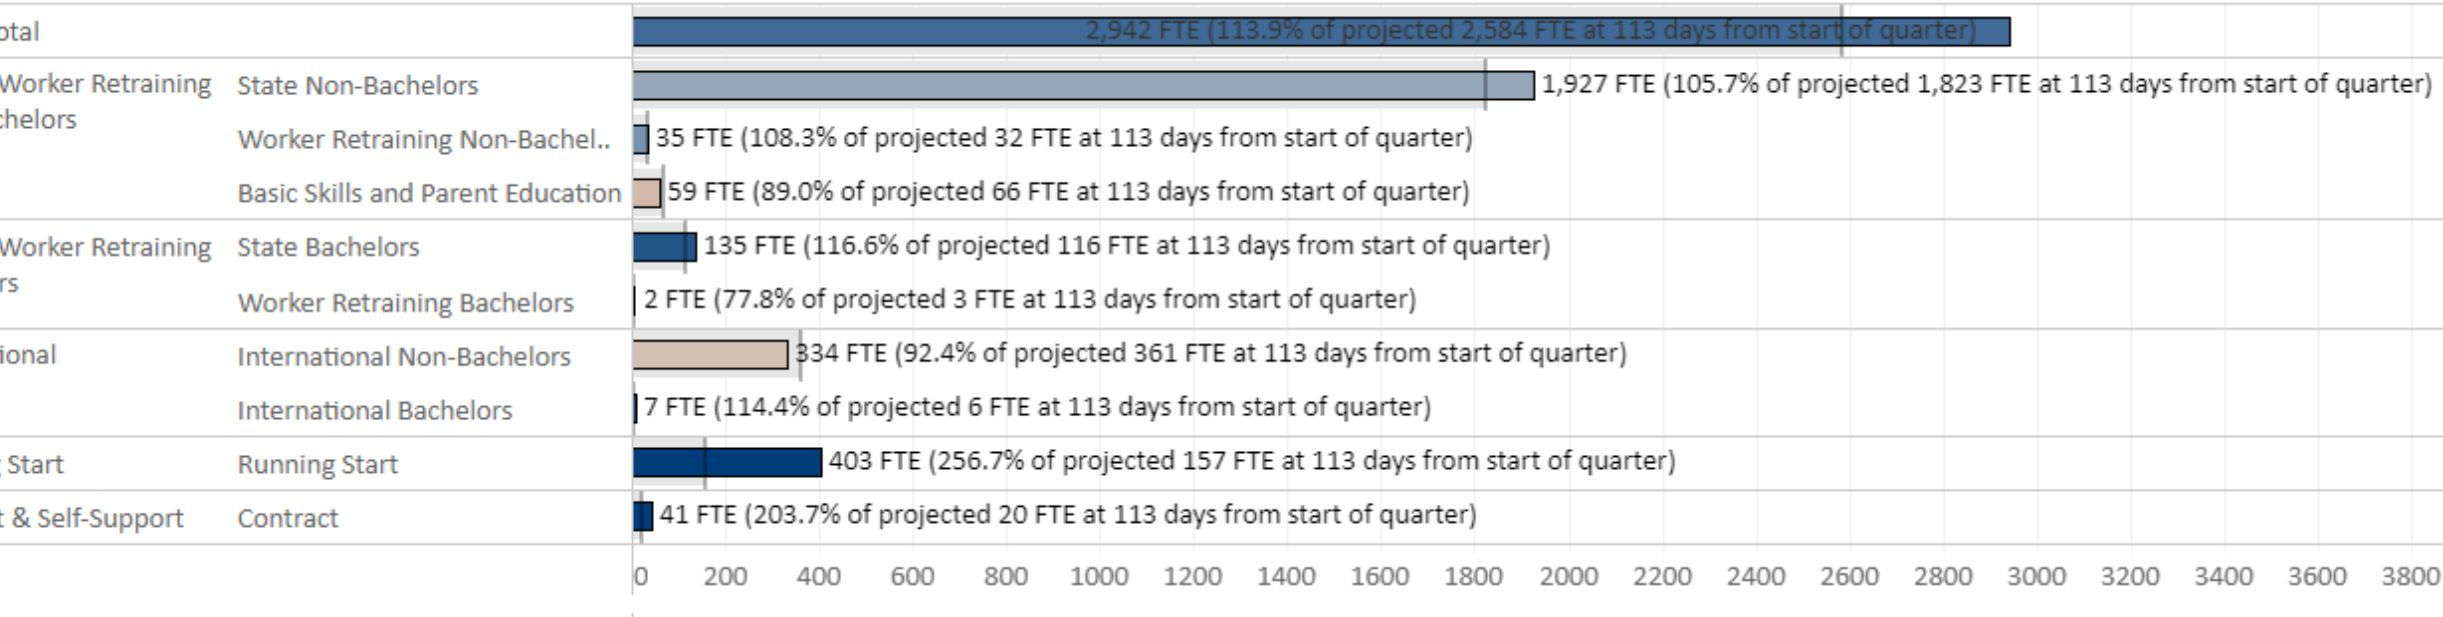 otal 2,942 FTE (113.9% of projected 2,584 FTE at 113 days from start of quarter)
Worker Retraining State Non-Bachelors 1,927 FTE (105.7% of projected 1,823 FTE at 113 days from start of quarter)
chelors
Worker Retraining Non-Bachel.. 35 FTE (108.3% of projected 32 FTE at 113 days from start of quarter)
Basic Skills and Parent Education 59 FTE (89.0% of projected 66 FTE at 113 days from start of quarter)
Worker Retraining State Bachelors 135 FTE (116.6% of projected 116 FTE at 113 days from start of quarter)
rs
Worker Retraining Bachelors 2 FTE (77.8% of projected 3 FTE at 113 days from start of quarter)
ional International Non-Bachelors 334 FTE (92.4% of projected 361 FTE at 113 days from start of quarter)
International Bachelors 7 FTE (114.4% of projected 6 FTE at 113 days from start of quarter)
Start Running Start 403 FTE (256.7% of projected 157 FTE at 113 days from start of quarter)
t & Self-Support Contract 41 FTE (203.7% of projected 20 FTE at 113 days from start of quarter)
0 200 400 600 800 1000 1200 1400 1600 1800 2000 2200 2400 2600 2800 3000 3200 3400 3600 3800